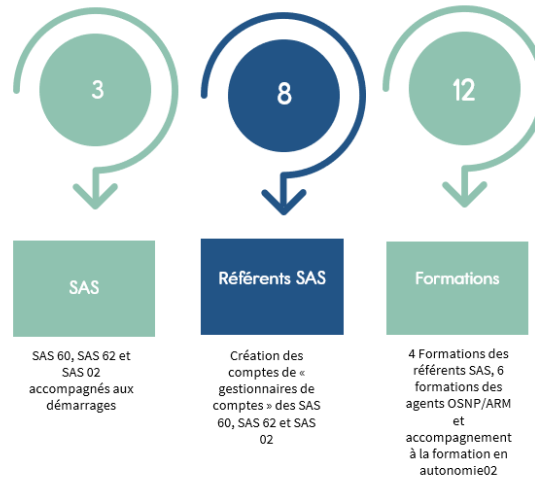 3
8
12
SAS
Référents SAS
Formations
SAS 60, SAS 62 et
SAS 02
accompagnés aux
démarrages
Création des
comptes de «
gestionnaires de
comptes » des SAS
60, SAS 62 et SAS
02
4 Formations des
référents SAS, 6
formations des
agents OSNP/ARM
et
accompagnement
à la formation en
autonomie02